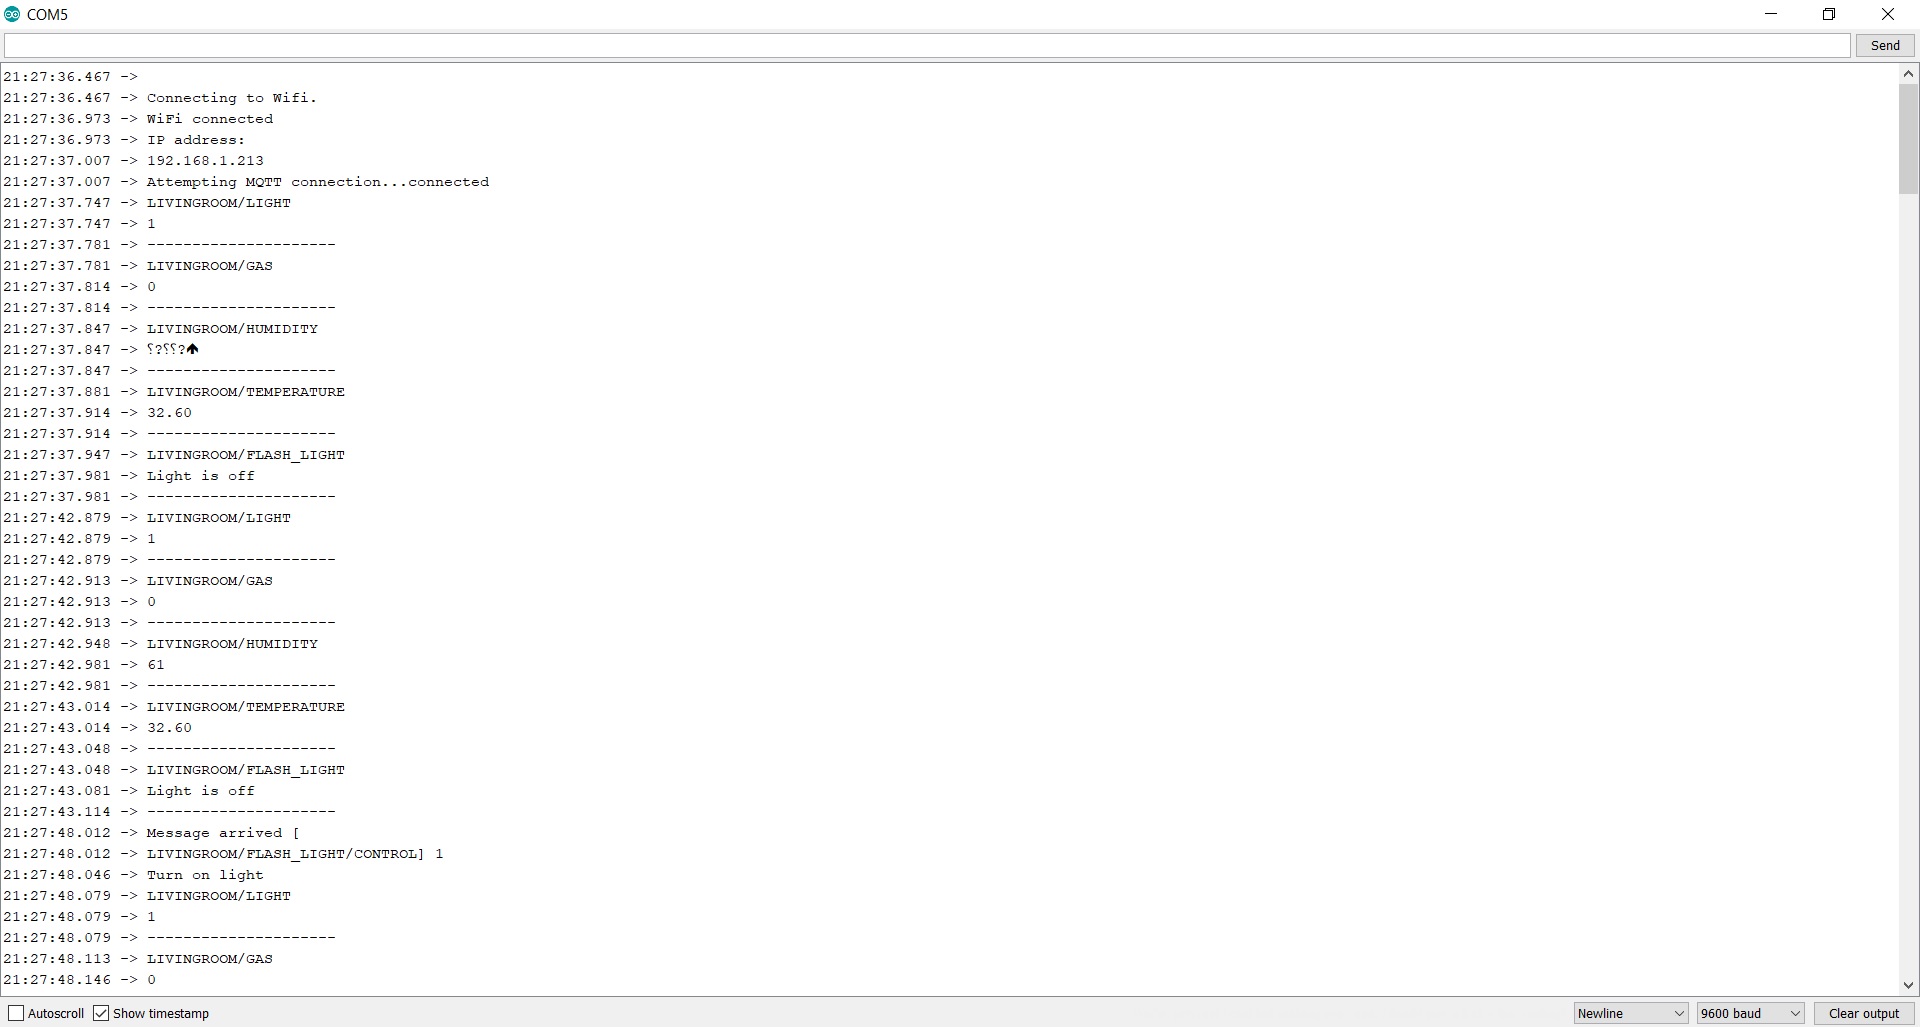 COM5
Send
21:27:36.467 ->
21:27:36.467 -> Connecting to Wifi.
21:27:36.973 -> WiFi connected
21:27:36.973 -> IP address:
21:27:37.007 -> 192.168.1.213
21:27:37.007 -> Attempting MQTT connection...connected
21:27:37.747 -> LIVINGROOM/LIGHT
21:27:37.747 -> 1
21:27:37.781 -> ---------------------
21:27:37.781 -> LIVINGROOM/GAS
21:27:37.814 -> 0
21:27:37.814 -> ---------------------
21:27:37.847 -> LIVINGROOM/HUMIDITY
21:27:37.847 -> ⸮?⸮⸮?🡅
21:27:37.847 -> ---------------------
21:27:37.881 -> LIVINGROOM/TEMPERATURE
21:27:37.914 -> 32.60
21:27:37.914 -> ---------------------
21:27:37.947 -> LIVINGROOM/FLASH_LIGHT
21:27:37.981 -> Light is off
21:27:37.981 -> ---------------------
21:27:42.879 -> LIVINGROOM/LIGHT
21:27:42.879 -> 1
21:27:42.879 -> ---------------------
21:27:42.913 -> LIVINGROOM/GAS
21:27:42.913 -> 0
21:27:42.913 -> ---------------------
21:27:42.948 -> LIVINGROOM/HUMIDITY
21:27:42.981 -> 61
21:27:42.981 -> ---------------------
21:27:43.014 -> LIVINGROOM/TEMPERATURE
21:27:43.014 -> 32.60
21:27:43.048 -> ---------------------
21:27:43.048 -> LIVINGROOM/FLASH_LIGHT
21:27:43.081 -> Light is off
21:27:43.114 -> ---------------------
21:27:48.012 -> Message arrived [
21:27:48.012 -> LIVINGROOM/FLASH_LIGHT/CONTROL] 1
21:27:48.046 -> Turn on light
21:27:48.079 -> LIVINGROOM/LIGHT
21:27:48.079 -> 1
21:27:48.079 -> ---------------------
21:27:48.113 -> LIVINGROOM/GAS
21:27:48.146 -> 0
Autoscroll Show timestamp Newline 9600 baud Clear output